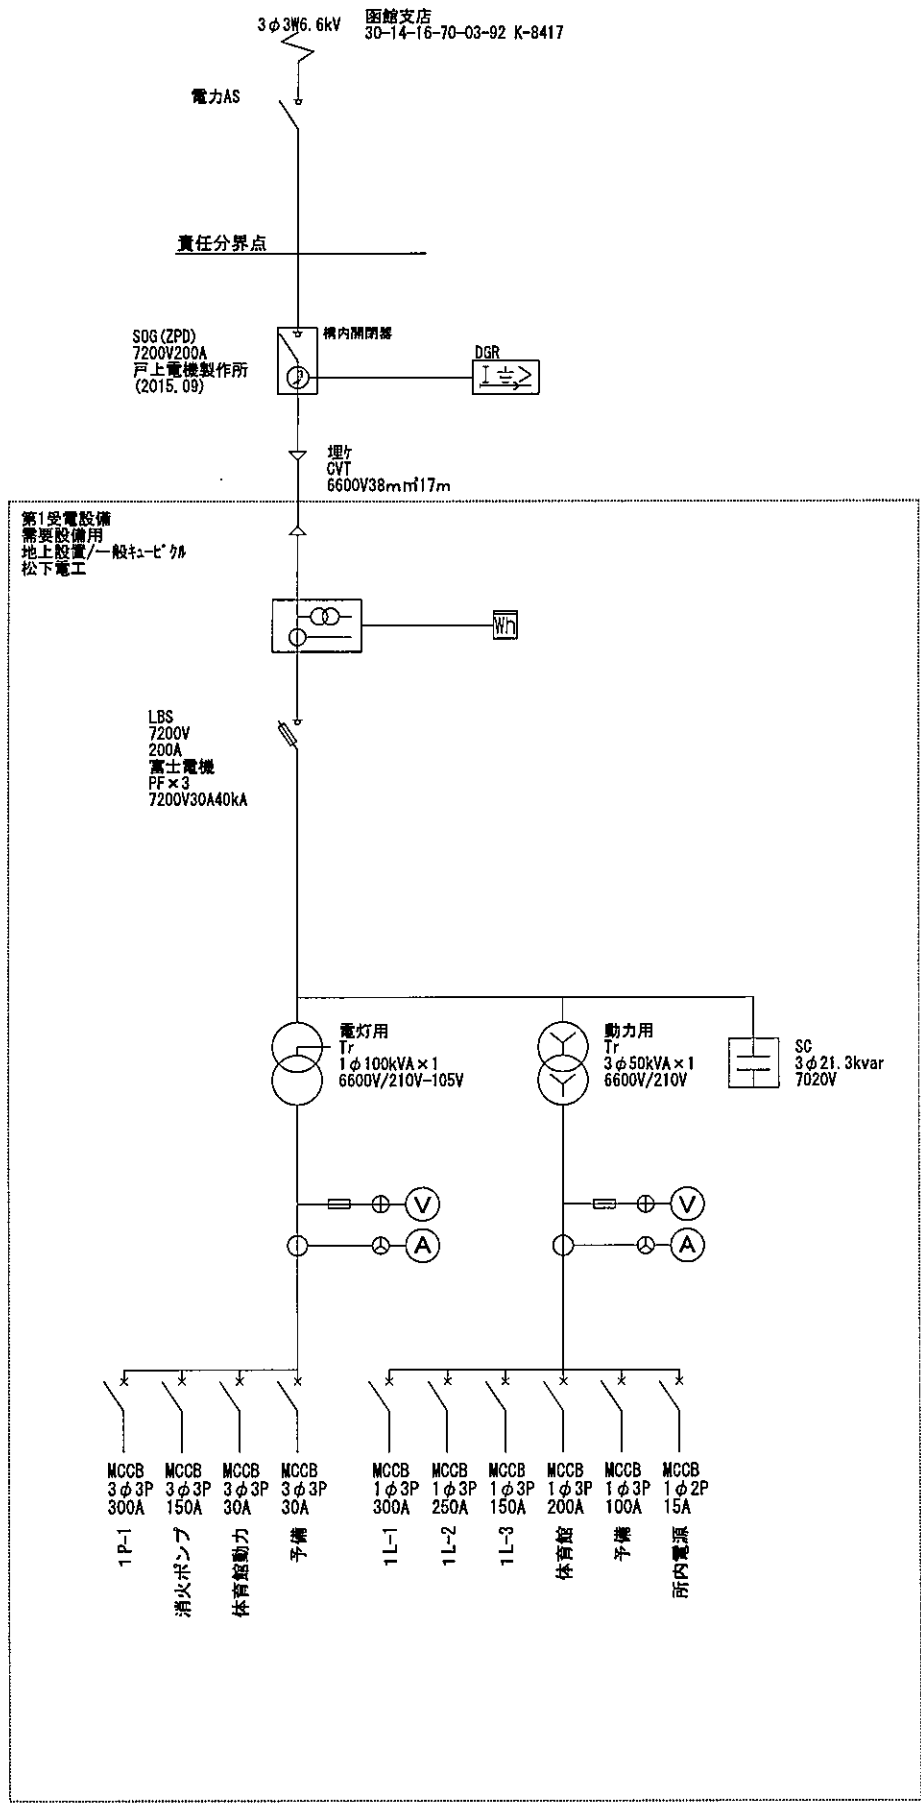 3φ3W6.6kV
函館支店
30-14-16-70-03-92 K-8417
電力AS
責任分界点
SOG(ZPD)
7200V200A
戸上電機製作所
(2015.09)
構内開閉器
DGR
I ⏚ >
埋ケ
CVT
6600V38m㎡17m
第1受電設備
需要設備用
地上設置/一般キュービクル
松下電工
Wh
LBS
7200V
200A
富士電機
PF×3
7200V30A40kA
電灯用
Tr
1φ100kVA×1
6600V/210V-105V
動力用
Tr
3φ50kVA×1
6600V/210V
SC
3φ21.3kvar
7020V
V
A
V
A
MCCB
3φ3P
300A
1P-1
MCCB
3φ3P
150A
消火ポンプ
MCCB
3φ3P
30A
体育館動力
MCCB
3φ3P
30A
予備
MCCB
1φ3P
300A
1L-1
MCCB
1φ3P
250A
1L-2
MCCB
1φ3P
150A
1L-3
MCCB
1φ3P
200A
体育館
MCCB
1φ3P
100A
予備
MCCB
1φ2P
15A
所内電源